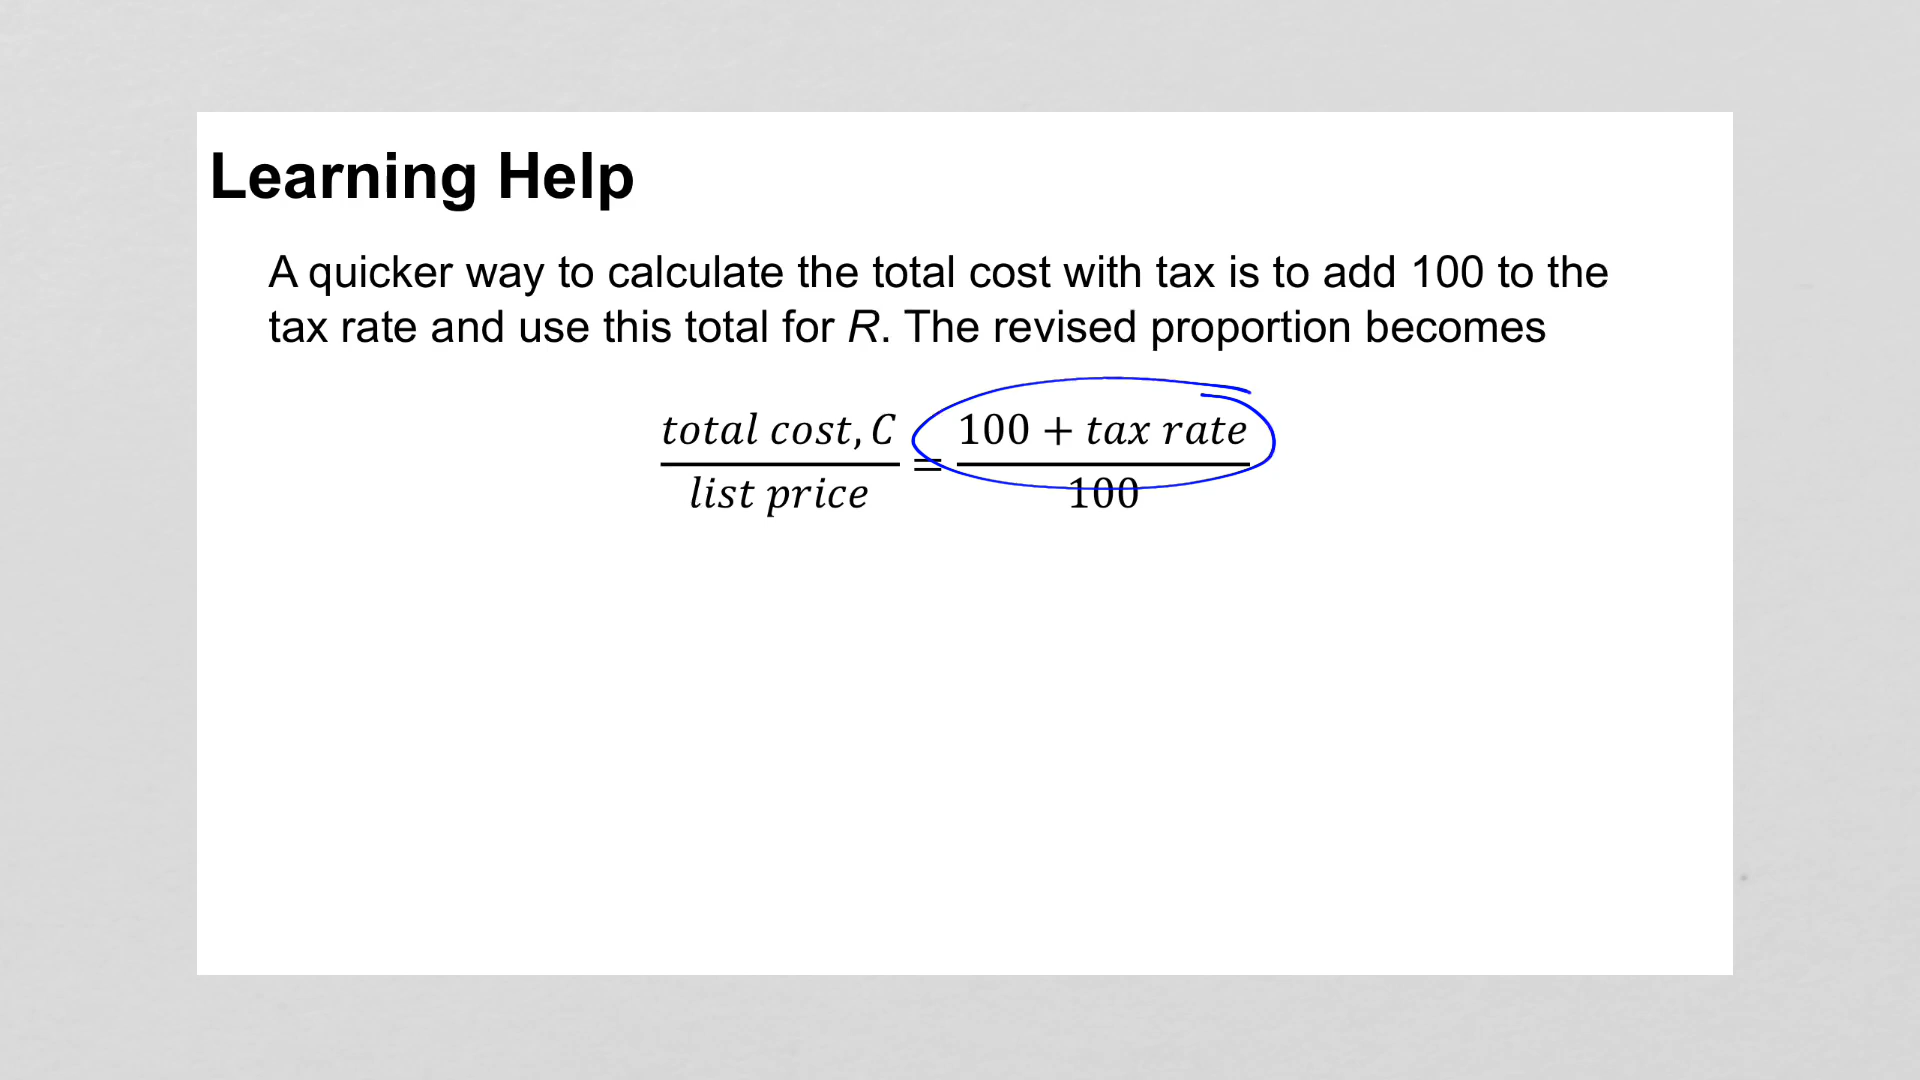 Learning Help
A quicker way to calculate the total cost with tax is to add 100 to the
tax rate and use this total for R. The revised proportion becomes
total cost, C / list price = 100 + tax rate / 100